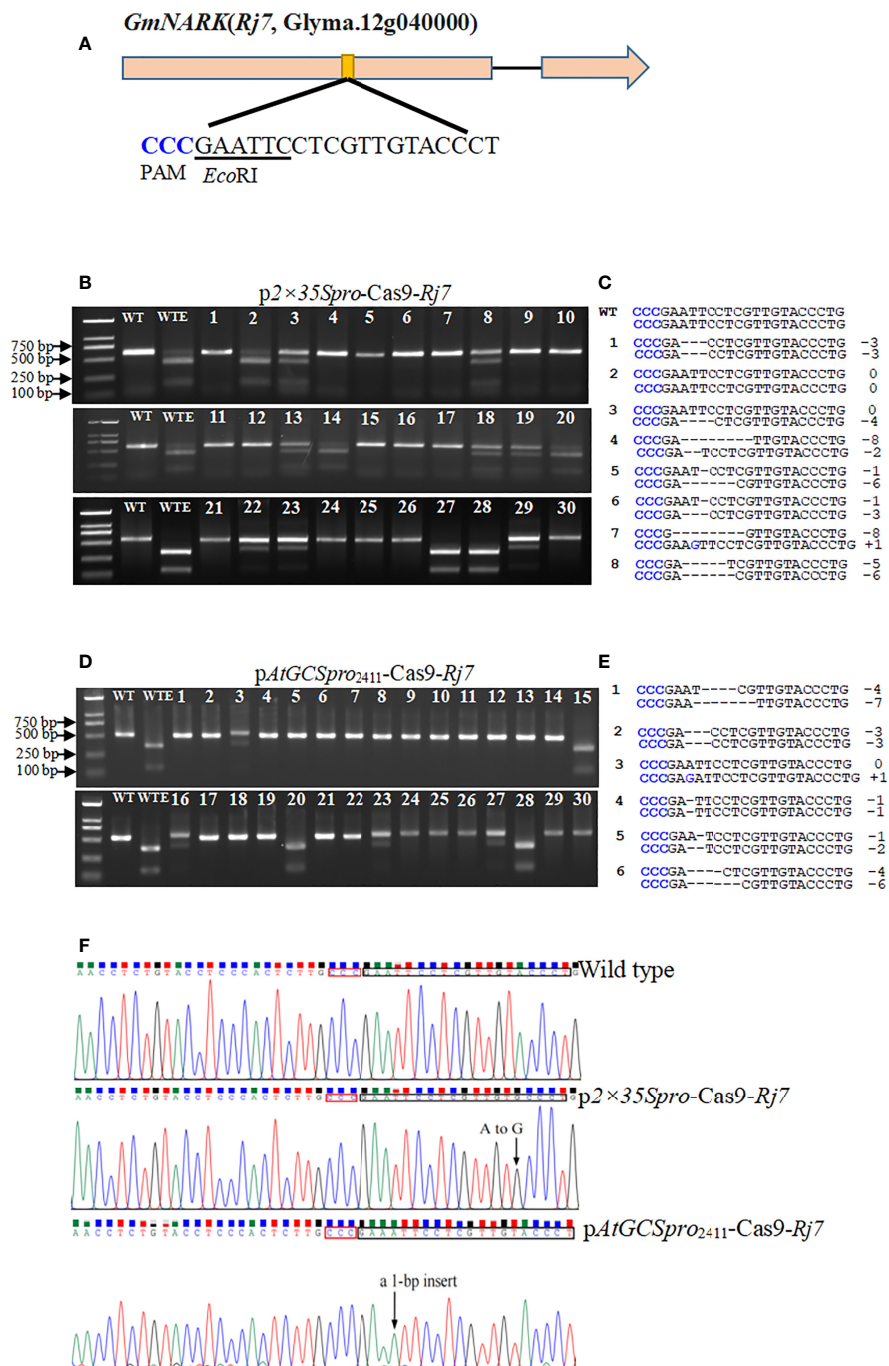 GmNARK(Rj7, Glyma.12g040000)
A
CCCGAATTCCTCGTTGTACCCT
PAM EcoRI
B
p2×35Spro-Cas9-Rj7
WT WTE 1 2 3 4 5 6 7 8 9 10
750 bp
500 bp
250 bp
100 bp
WT WTE 11 12 13 14 15 16 17 18 19 20
WT WTE 21 22 23 24 25 26 27 28 29 30
C
WT CCCGAATTCCTCGTTGTACCCTG
CCCGAATTCCTCGTTGTACCCTG
1 CCCGA---CCTCGTTGTACCCTG -3
CCCGA---CCTCGTTGTACCCTG -3
2 CCCGAATTCCTCGTTGTACCCTG 0
CCCGAATTCCTCGTTGTACCCTG 0
3 CCCGAATTCCTCGTTGTACCCTG 0
CCCGA----CTCGTTGTACCCTG -4
4 CCCGA---------TTGTACCCTG -8
CCCGA--TCCTCGTTGTACCCTG -2
5 CCCGAAT-CCTCGTTGTACCCTG -1
CCCGA------CGTTGTACCCTG -6
6 CCCGAAT-CCTCGTTGTACCCTG -1
CCCGA---CCTCGTTGTACCCTG -3
7 CCCG--------GTTGTACCCTG -8
CCCGAAGTTCCTCGTTGTACCCTG +1
8 CCCGA-----TCGTTGTACCCTG -5
CCCGA------CGTTGTACCCTG -6
D
pAtGCSpro2411-Cas9-Rj7
WT WTE 1 2 3 4 5 6 7 8 9 10 11 12 13 14 15
750 bp
500 bp
250 bp
100 bp
WT WTE 16 17 18 19 20 21 22 23 24 25 26 27 28 29 30
E
1 CCCGAAT----CGTTGTACCCTG -4
CCCGAA-------TTGTACCCTG -7
2 CCCGA---CCTCGTTGTACCCTG -3
CCCGA---CCTCGTTGTACCCTG -3
3 CCCGAATTCCTCGTTGTACCCTG 0
CCCGAGATTCCTCGTTGTACCCTG +1
4 CCCGA-TTCCTCGTTGTACCCTG -1
CCCGA-TTCCTCGTTGTACCCTG -1
5 CCCGAA-TCCTCGTTGTACCCTG -1
CCCGA--TCCTCGTTGTACCCTG -2
6 CCCGA----CTCGTTGTACCCTG -4
CCCGA------CGTTGTACCCTG -6
F
AACCTCTGTACCTCCCACTCTTGCCCGAATTCCTCGTTGTACCCTG Wild type
AACCTCTGTACCTCCCACTCTTGCCCGAATTCCTCGTTGTGCCCTG p2×35Spro-Cas9-Rj7
A to G
AACCTCTGTACCTCCCACTCTTGCCCGAAATTCCTCGTTGTACCCT pAtGCSpro2411-Cas9-Rj7
a 1-bp insert